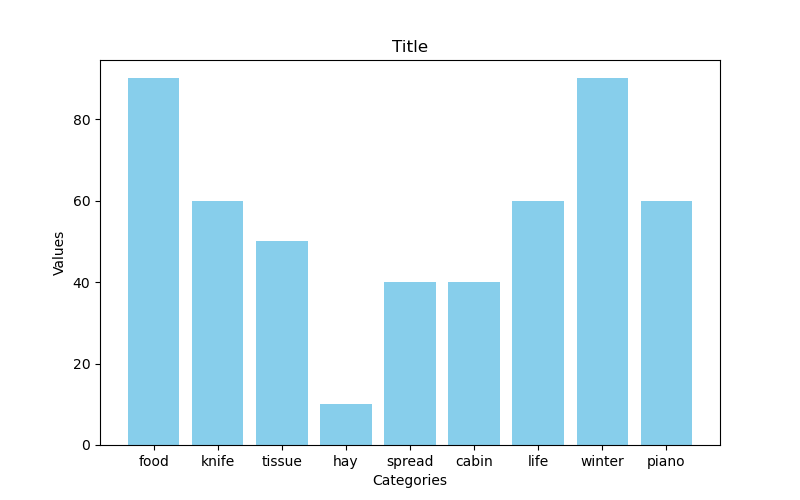 Title
Values
80
60
40
20
0
food knife tissue hay spread cabin life winter piano
Categories